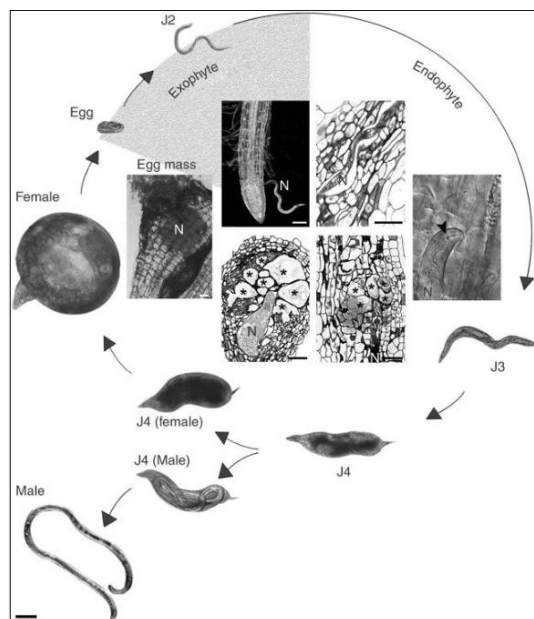 J2
Exophyte
Endophyte
Egg
Egg mass
Female
N
N
N
N
N
N
J3
J4 (female)
J4
J4 (Male)
Male